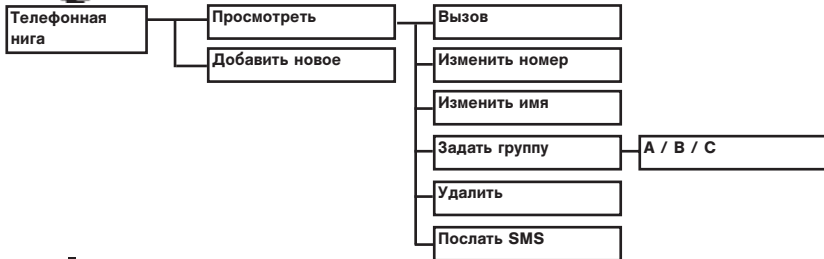 Телефонная
нига
Просмотреть
Вызов
Добавить новое
Изменить номер
Изменить имя
Задать группу
A / B / C
Удалить
Послать SMS